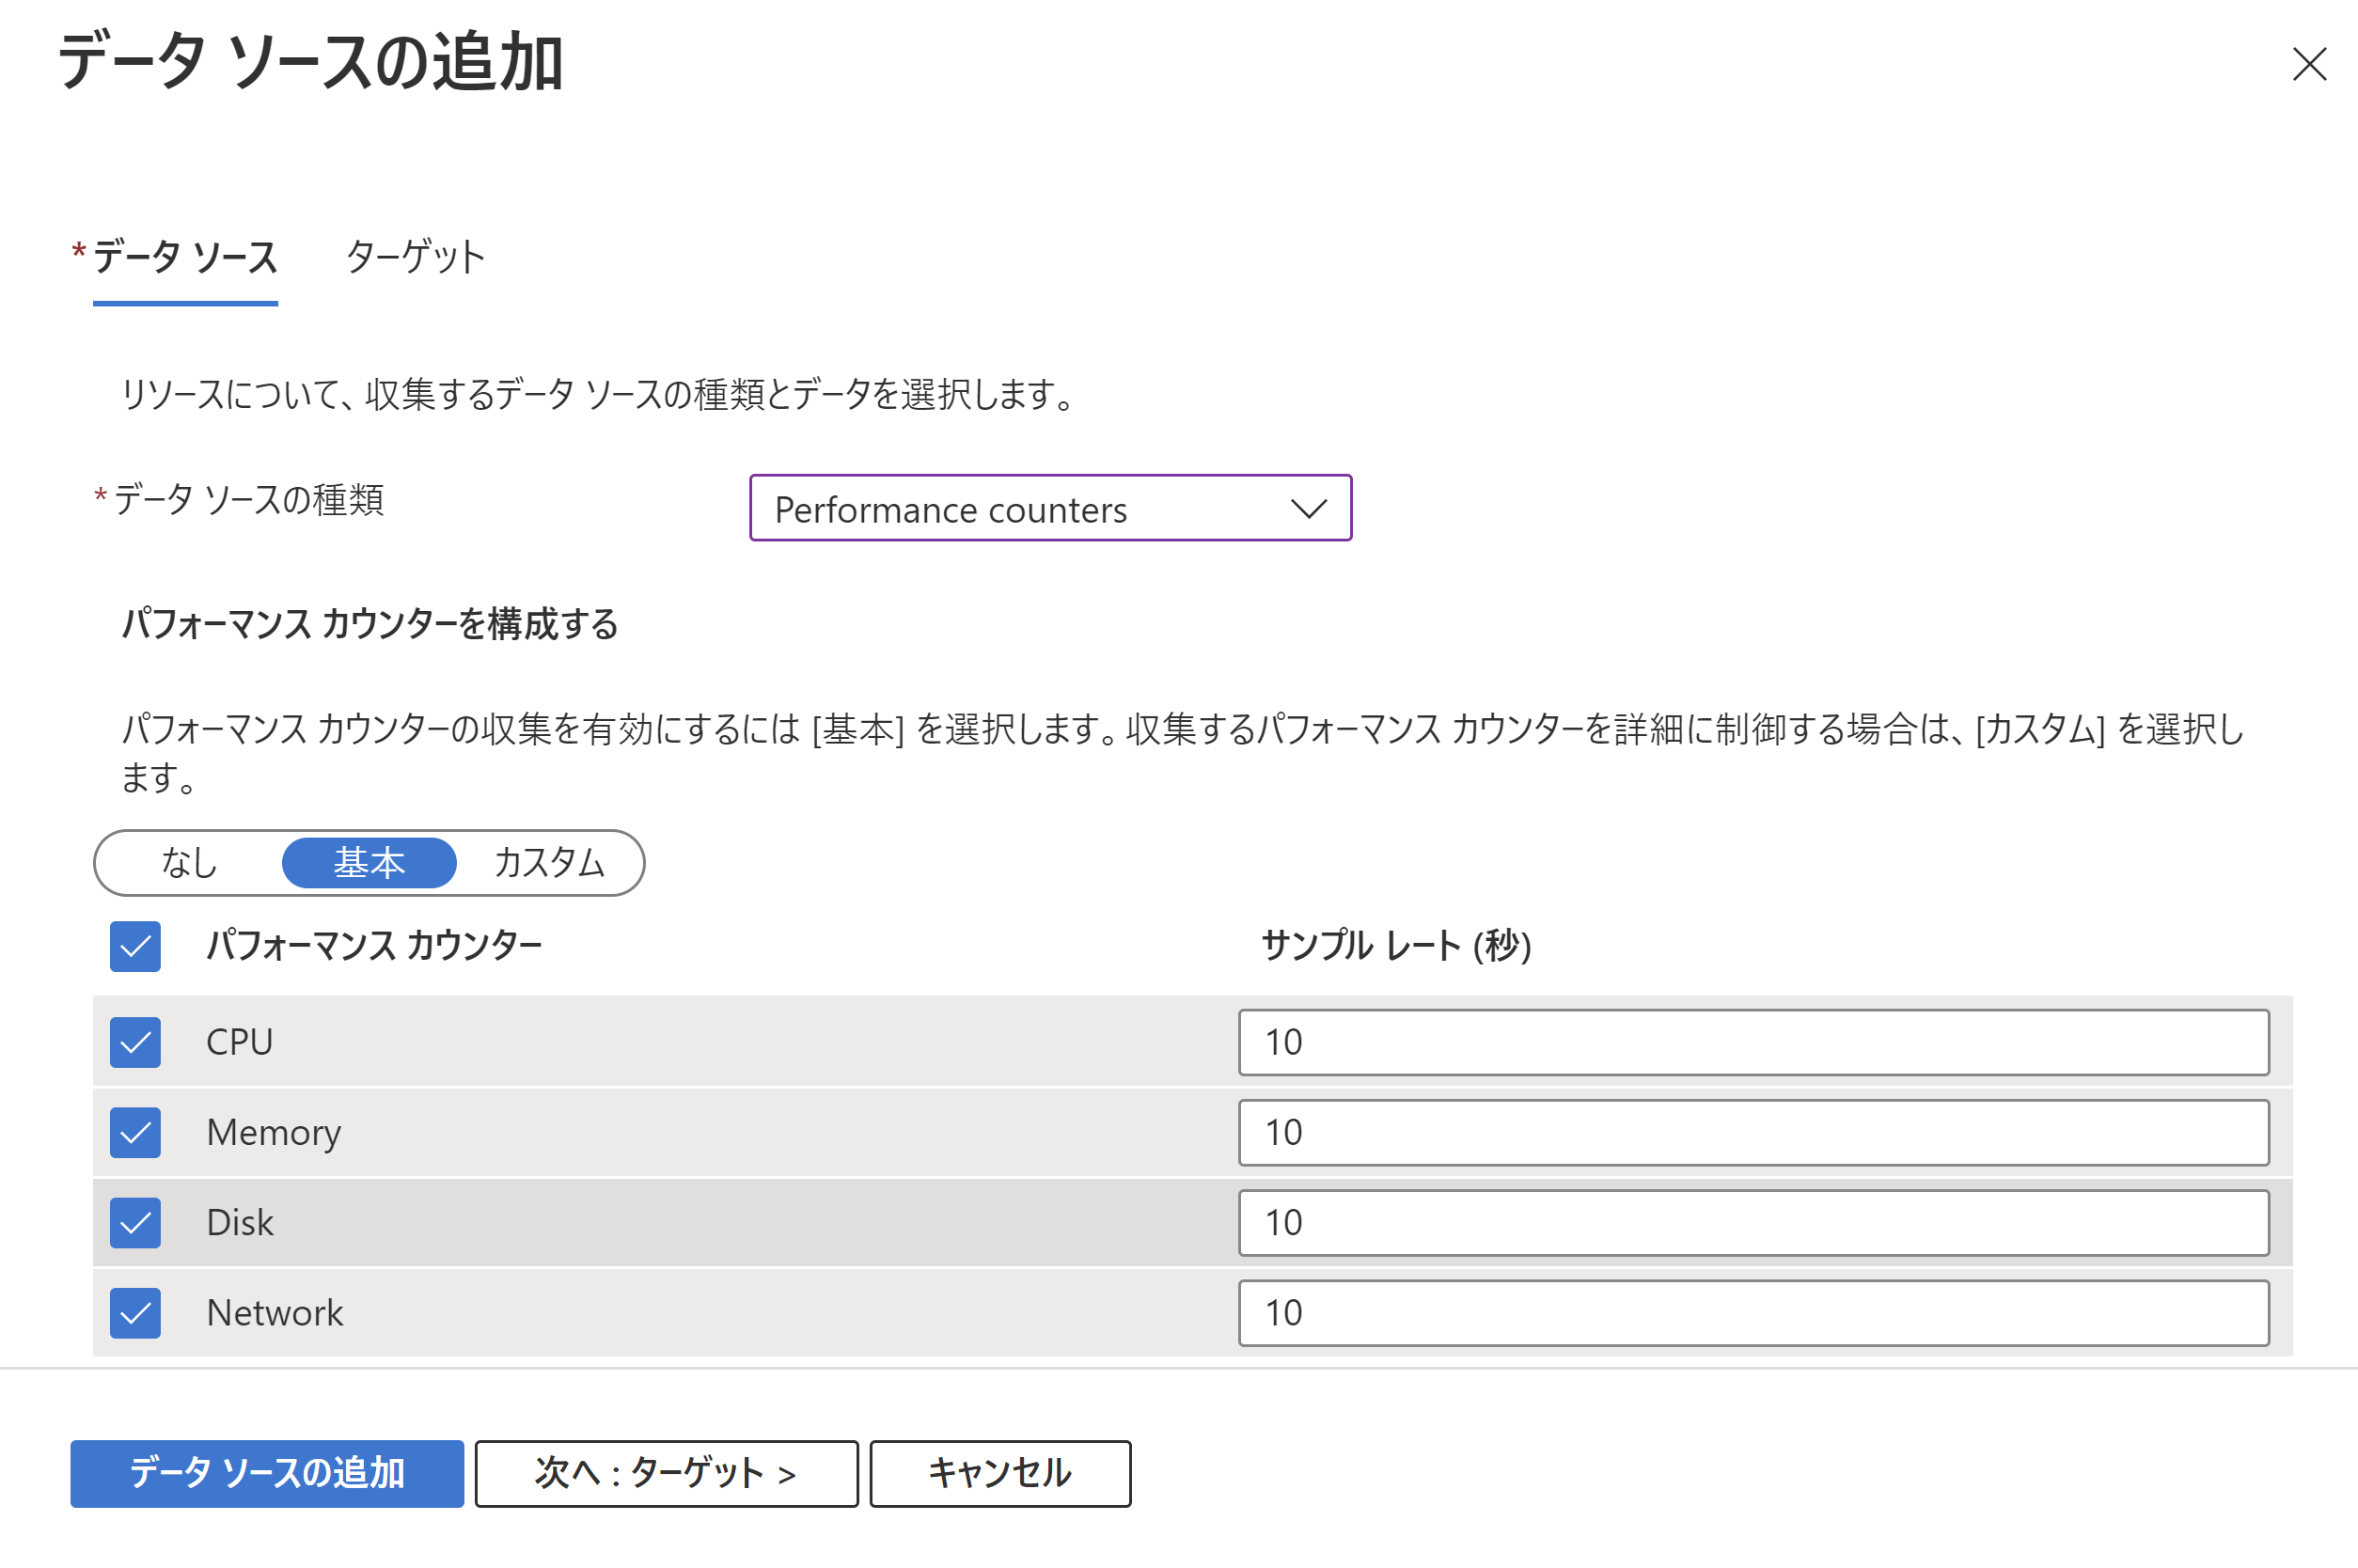 データ ソースの追加
* データ ソース ターゲット
リソースについて、収集するデータ ソースの種類とデータを選択します。
* データ ソースの種類 Performance counters
パフォーマンス カウンターを構成する
パフォーマンス カウンターの収集を有効にするには [基本] を選択します。収集するパフォーマンス カウンターを詳細に制御する場合は、[カスタム] を選択し
ます。
なし 基本 カスタム
パフォーマンス カウンター サンプル レート (秒)
CPU 10
Memory 10
Disk 10
Network 10
データ ソースの追加 次へ : ターゲット > キャンセル